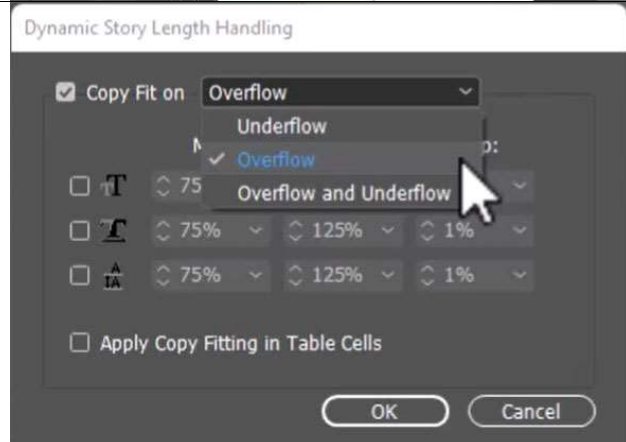 Dynamic Story Length Handling
Copy Fit on Overflow
Underflow
Overflow
Overflow and Underflow
75% 125% 1%
75% 125% 1%
Apply Copy Fitting in Table Cells
OK Cancel